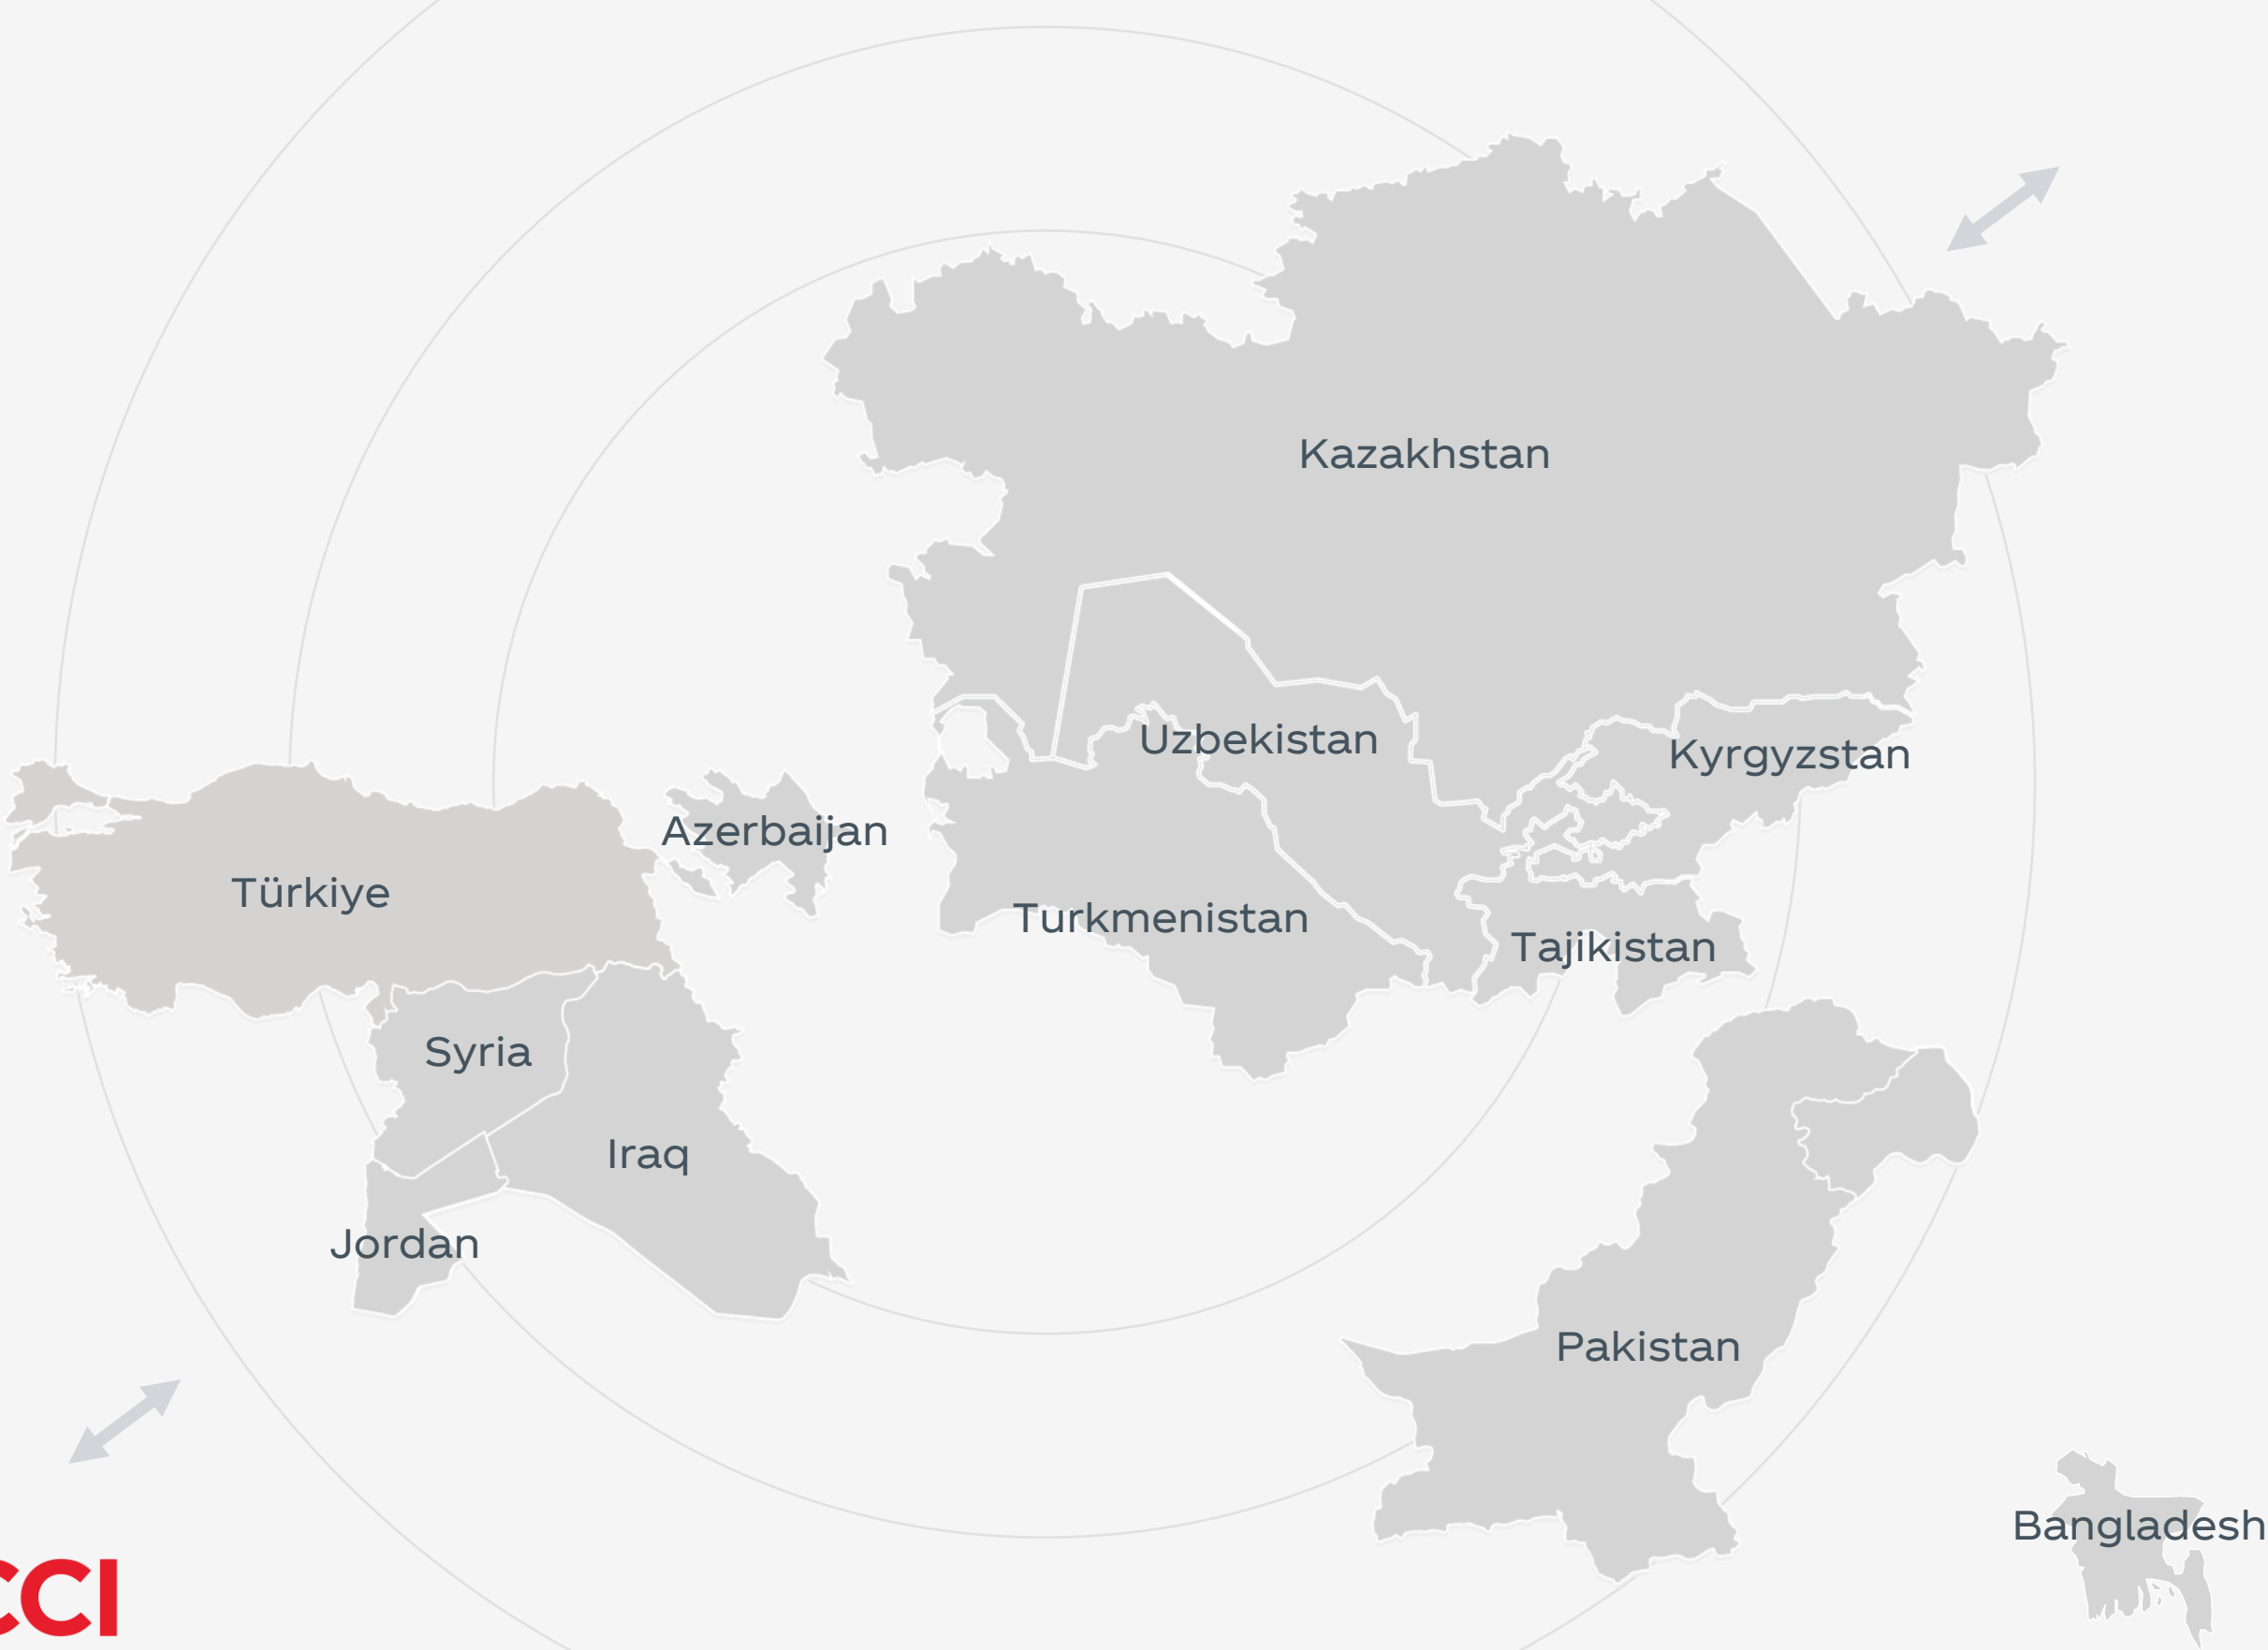 Kazakhstan
Uzbekistan
Kyrgyzstan
Azerbaijan
Türkiye
Turkmenistan
Tajikistan
Syria
Iraq
Jordan
Pakistan
Bangladesh
CCI